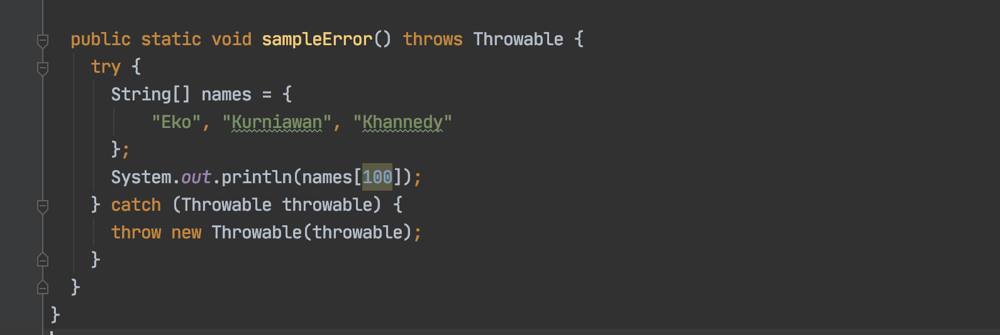 public static void sampleError() throws Throwable {
try {
String[] names = {
"Eko", "Kurniawan", "Khannedy"
};
System.out.println(names[100]);
} catch (Throwable throwable) {
throw new Throwable(throwable);
}
}
}